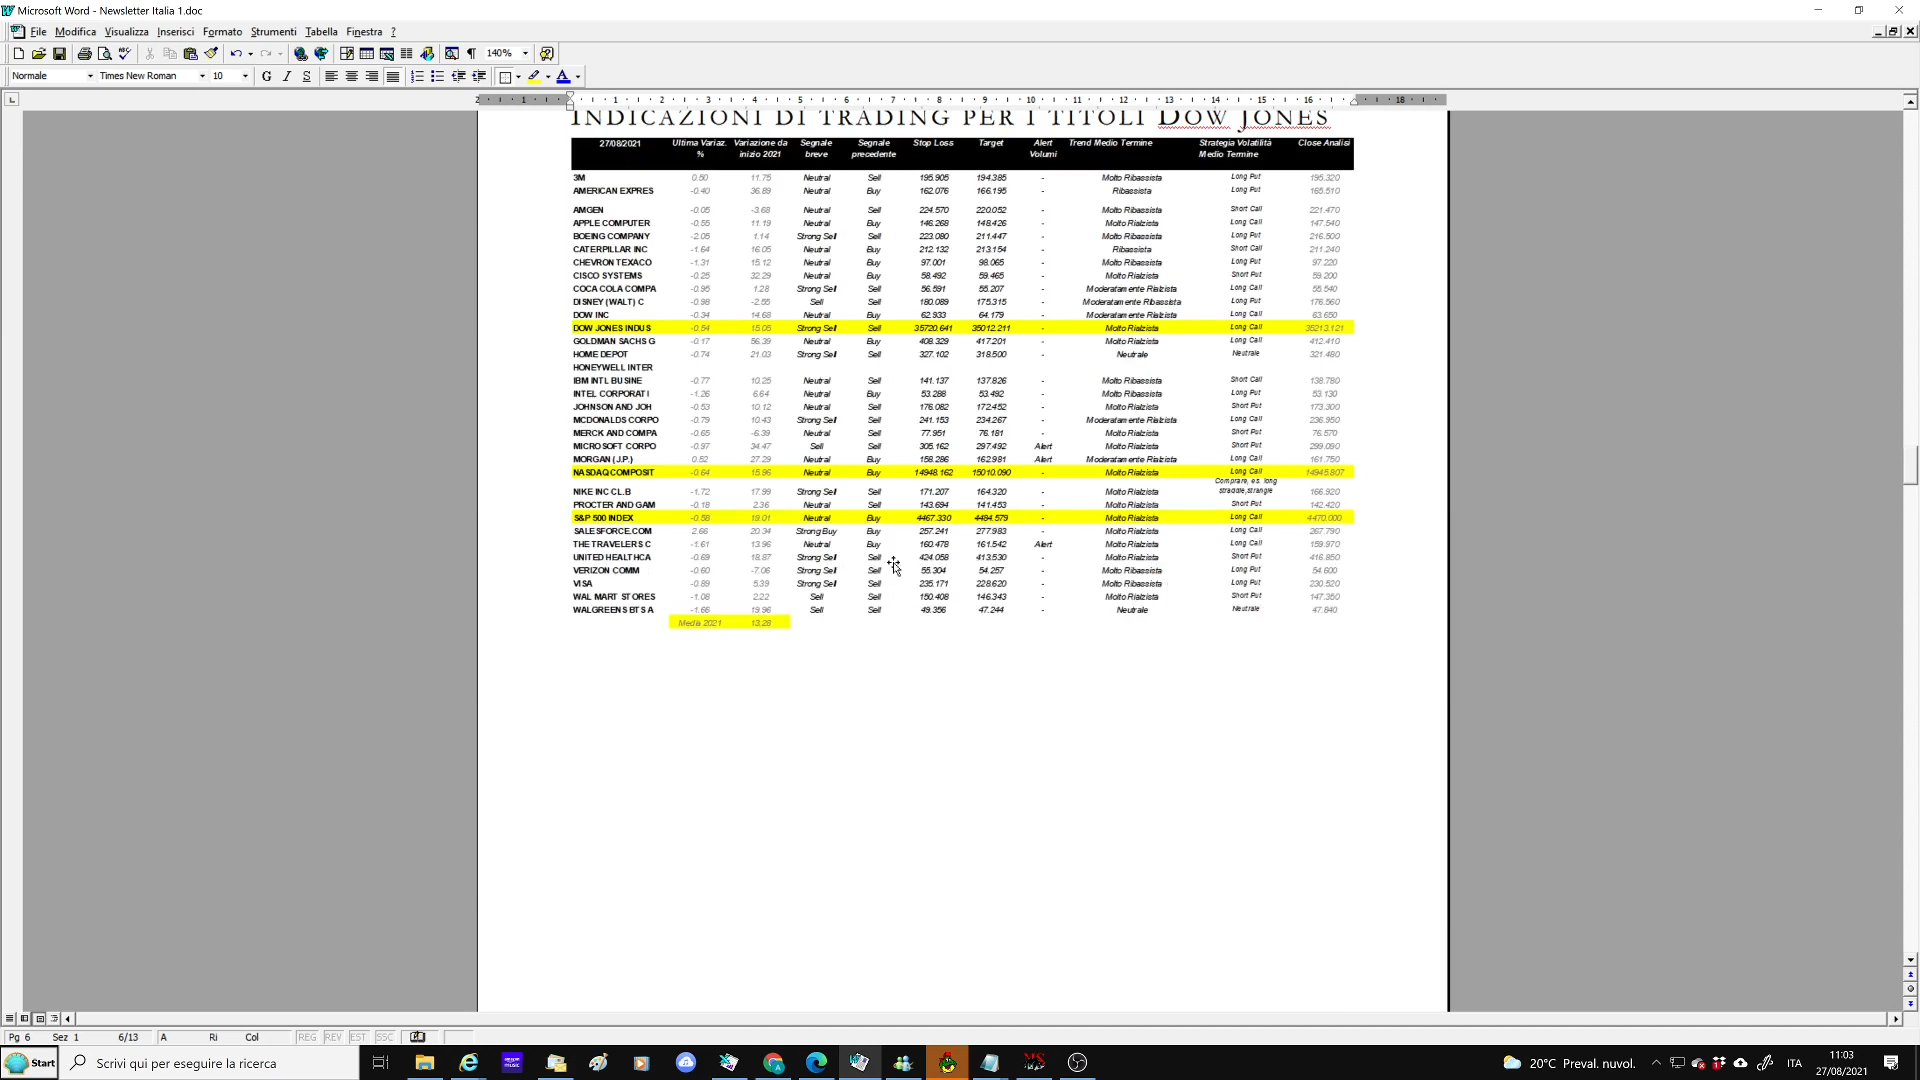 Microsoft Word - Newsletter Italia 1.doc
File Modifica Visualizza Inserisci Formato Strumenti Tabella Finestra ?
140%
Normale Times New Roman 10 G I S
2 1 1 2 3 4 5 6 7 8 9 10 11 12 13 14 15 16 18
INDICAZIONI DI TRADING PER I TITOLI DOW JONES
27/08/2021 Ultima Variaz. % Variazione da inizio 2021 Segnale breve Segnale precedente Stop Loss Target Alert Volumi Trend Medio Termine Strategia Volatilità Medio Termine Close Analisi
3M 0.50 11.75 Neutral Sell 195.905 194.385 - Molto Ribassista Long Put 195.320
AMERICAN EXPRES -0.40 36.89 Neutral Buy 162.076 166.195 - Ribassista Long Put 165.510
AMGEN -0.05 -3.68 Neutral Sell 224.570 220.052 - Molto Ribassista Short Call 221.470
APPLE COMPUTER -0.55 11.19 Neutral Buy 146.268 148.426 - Molto Rialzista Long Call 147.540
BOEING COMPANY -2.05 1.14 Strong Sell Sell 223.080 211.447 - Molto Ribassista Long Put 216.500
CATERPILLAR INC -1.64 16.05 Neutral Buy 212.132 213.154 - Ribassista Short Call 211.240
CHEVRON TEXACO -1.31 15.12 Neutral Buy 97.001 98.065 - Molto Ribassista Long Put 97.220
CISCO SYSTEMS -0.25 32.29 Neutral Buy 58.492 59.465 - Molto Rialzista Short Put 59.200
COCA COLA COMPA -0.95 1.28 Strong Sell Sell 56.591 55.207 - Moderatamente Rialzista Long Call 55.540
DISNEY (WALT) C -0.98 -2.55 Sell Sell 180.089 175.315 - Moderatamente Ribassista Long Put 176.560
DOW INC -0.34 14.68 Neutral Buy 62.933 64.179 - Moderatamente Rialzista Long Call 63.650
DOW JONES INDUS -0.54 15.05 Strong Sell Sell 35720.641 35012.211 - Molto Rialzista Long Call 35213.121
GOLDMAN SACHS G -0.17 56.39 Neutral Buy 408.329 417.201 - Molto Rialzista Long Call 412.410
HOME DEPOT -0.74 21.03 Strong Sell Sell 327.102 318.500 - Neutrale Neutrale 321.480
HONEYWELL INTER
IBM INTL BUSINE -0.77 10.25 Neutral Sell 141.137 137.826 - Molto Ribassista Short Call 138.780
INTEL CORPORATI -1.26 6.64 Neutral Buy 53.288 53.492 - Molto Ribassista Long Put 53.130
JOHNSON AND JOH -0.53 10.12 Neutral Sell 176.082 172.452 - Molto Rialzista Short Put 173.300
MCDONALDS CORPO -0.79 10.43 Strong Sell Sell 241.153 234.267 - Moderatamente Rialzista Long Call 236.950
MERCK AND COMPA -0.65 -6.39 Neutral Sell 77.951 76.181 - Molto Rialzista Short Put 76.570
MICROSOFT CORPO -0.97 34.47 Sell Sell 305.162 297.492 Alert Molto Rialzista Short Put 299.090
MORGAN (J.P.) 0.52 27.29 Neutral Buy 158.286 162.981 Alert Moderatamente Rialzista Long Call 161.750
NASDAQ COMPOSIT -0.64 15.96 Neutral Buy 14948.162 15010.090 - Molto Rialzista Long Call 14945.807
NIKE INC CL.B -1.72 17.99 Strong Sell Sell 171.207 164.320 - Molto Rialzista Comprare, es. long straddle,strangle 166.920
PROCTER AND GAM -0.18 2.36 Neutral Sell 143.694 141.453 - Molto Rialzista Short Put 142.420
S&P 500 INDEX -0.58 19.01 Neutral Buy 4467.330 4484.579 - Molto Rialzista Long Call 4470.000
SALESFORCE.COM 2.66 20.34 Strong Buy Buy 257.241 277.983 - Molto Rialzista Long Call 267.790
THE TRAVELERS C -1.61 13.96 Neutral Buy 160.478 161.542 Alert Molto Rialzista Long Call 159.970
UNITED HEALTHCA -0.69 18.87 Strong Sell Sell 424.058 413.530 - Molto Rialzista Short Put 416.850
VERIZON COMM -0.60 -7.06 Strong Sell Sell 55.304 54.257 - Molto Ribassista Long Put 54.600
VISA -0.89 5.39 Strong Sell Sell 235.171 228.620 - Molto Ribassista Long Put 230.520
WAL MART STORES -1.08 2.22 Sell Sell 150.408 146.343 - Molto Rialzista Short Put 147.350
WALGREENS BTS A -1.66 19.96 Sell Sell 49.356 47.244 - Neutrale Neutrale 47.840
Media 2021 13.28
Pg 6 Sez 1 6/13 A Ri Col REG REV EST SSC
Start Scrivi qui per eseguire la ricerca 20°C Preval. nuvol. ITA 11:03
27/08/2021